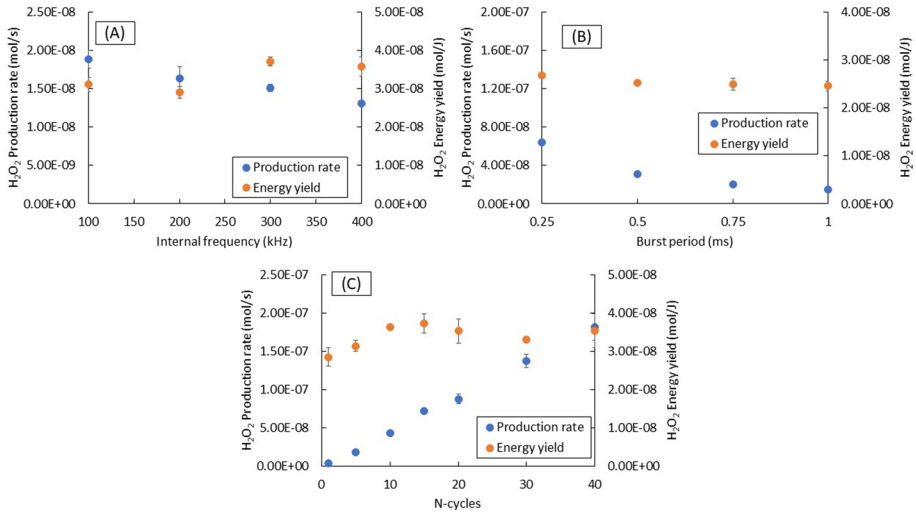 (A)
H₂O₂ Production rate (mol/s)
2.50E-08
2.00E-08
1.50E-08
1.00E-08
5.00E-09
0.00E+00
5.00E-08
4.00E-08
3.00E-08
2.00E-08
1.00E-08
0.00E+00
H₂O₂ Energy yield (mol/J)
Production rate
Energy yield
100 150 200 250 300 350 400
Internal frequency (kHz)
(B)
H₂O₂ Production rate (mol/s)
2.00E-07
1.60E-07
1.20E-07
8.00E-08
4.00E-08
0.00E+00
4.00E-08
3.00E-08
2.00E-08
1.00E-08
0.00E+00
H₂O₂ Energy yield (mol/J)
Production rate
Energy yield
0.25 0.5 0.75 1
Burst period (ms)
(C)
H₂O₂ Production rate (mol/s)
2.50E-07
2.00E-07
1.50E-07
1.00E-07
5.00E-08
0.00E+00
5.00E-08
4.00E-08
3.00E-08
2.00E-08
1.00E-08
0.00E+00
H₂O₂ Energy yield (mol/J)
Production rate
Energy yield
0 10 20 30 40
N-cycles